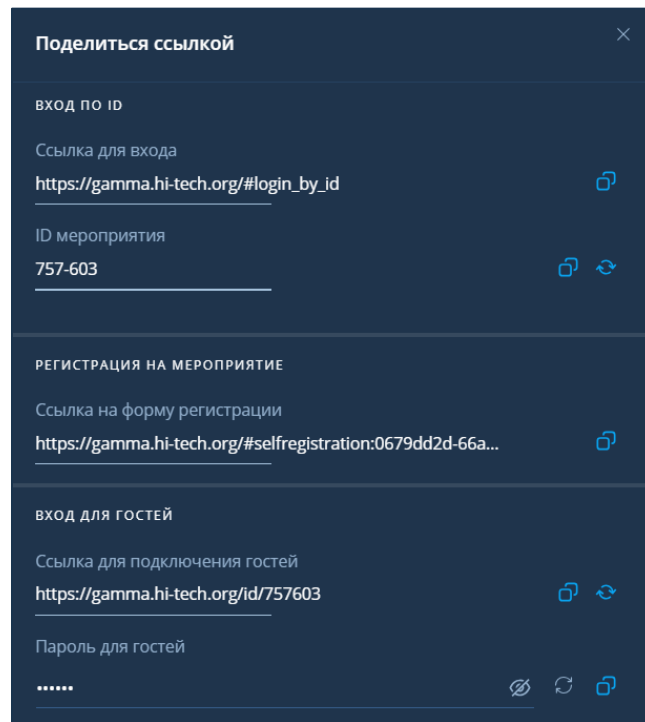 Поделиться ссылкой
ВХОД ПО ID
Ссылка для входа
https://gamma.hi-tech.org/#login_by_id
ID мероприятия
757-603
РЕГИСТРАЦИЯ НА МЕРОПРИЯТИЕ
Ссылка на форму регистрации
https://gamma.hi-tech.org/#selfregistration:0679dd2d-66a...
ВХОД ДЛЯ ГОСТЕЙ
Ссылка для подключения гостей
https://gamma.hi-tech.org/id/757603
Пароль для гостей
••••••